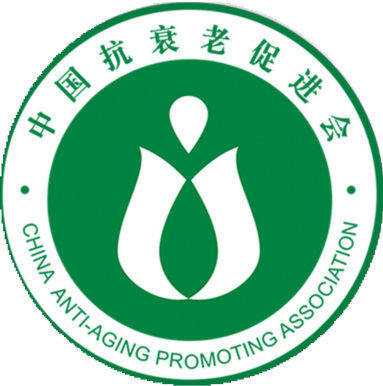 中国抗衰老促进会
CHINA ANTI-AGING PROMOTING ASSOCIATION